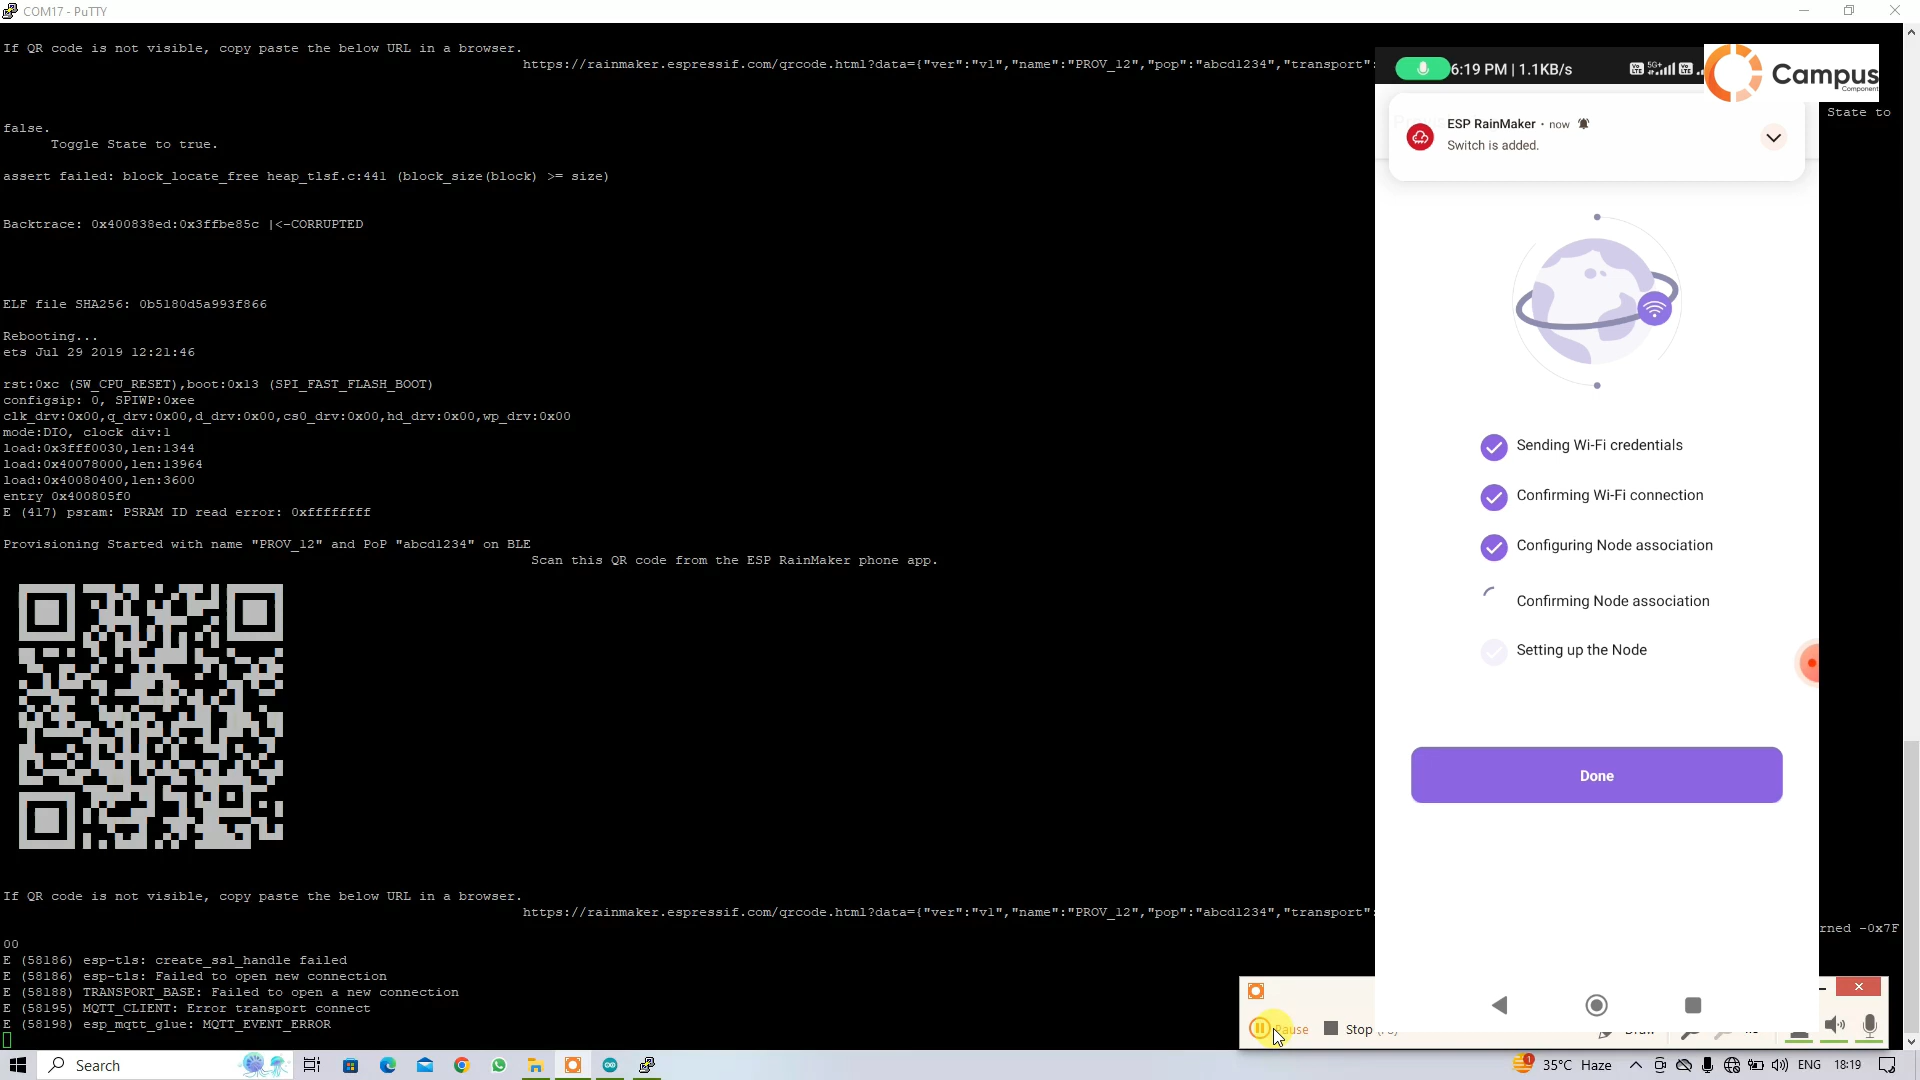 COM17 - PuTTY
If QR code is not visible, copy paste the below URL in a browser.
https://rainmaker.espressif.com/qrcode.html?data={"ver":"v1","name":"PROV_12","pop":"abcd1234","transport":
State to
false.
Toggle State to true.
assert failed: block_locate_free heap_tlsf.c:441 (block_size(block) >= size)
Backtrace: 0x400838ed:0x3ffbe85c |<-CORRUPTED
ELF file SHA256: 0b5180d5a993f866
Rebooting...
ets Jul 29 2019 12:21:46
rst:0xc (SW_CPU_RESET),boot:0x13 (SPI_FAST_FLASH_BOOT)
configsip: 0, SPIWP:0xee
clk_drv:0x00,q_drv:0x00,d_drv:0x00,cs0_drv:0x00,hd_drv:0x00,wp_drv:0x00
mode:DIO, clock div:1
load:0x3fff0030,len:1344
load:0x40078000,len:13964
load:0x40080400,len:3600
entry 0x400805f0
E (417) psram: PSRAM ID read error: 0xffffffff
Provisioning Started with name "PROV_12" and PoP "abcd1234" on BLE
Scan this QR code from the ESP RainMaker phone app.
If QR code is not visible, copy paste the below URL in a browser.
https://rainmaker.espressif.com/qrcode.html?data={"ver":"v1","name":"PROV_12","pop":"abcd1234","transport":
rned -0x7F
00
E (58186) esp-tls: create_ssl_handle failed
E (58186) esp-tls: Failed to open new connection
E (58188) TRANSPORT_BASE: Failed to open a new connection
E (58195) MQTT_CLIENT: Error transport connect
E (58198) esp_mqtt_glue: MQTT_EVENT_ERROR
6:19 PM | 1.1KB/s
5G+
Campus
Component
ESP RainMaker • now
Switch is added.
Sending Wi-Fi credentials
Confirming Wi-Fi connection
Configuring Node association
Confirming Node association
Setting up the Node
Done
Pause
Stop
Search
1
35°C Haze
ENG
18:19